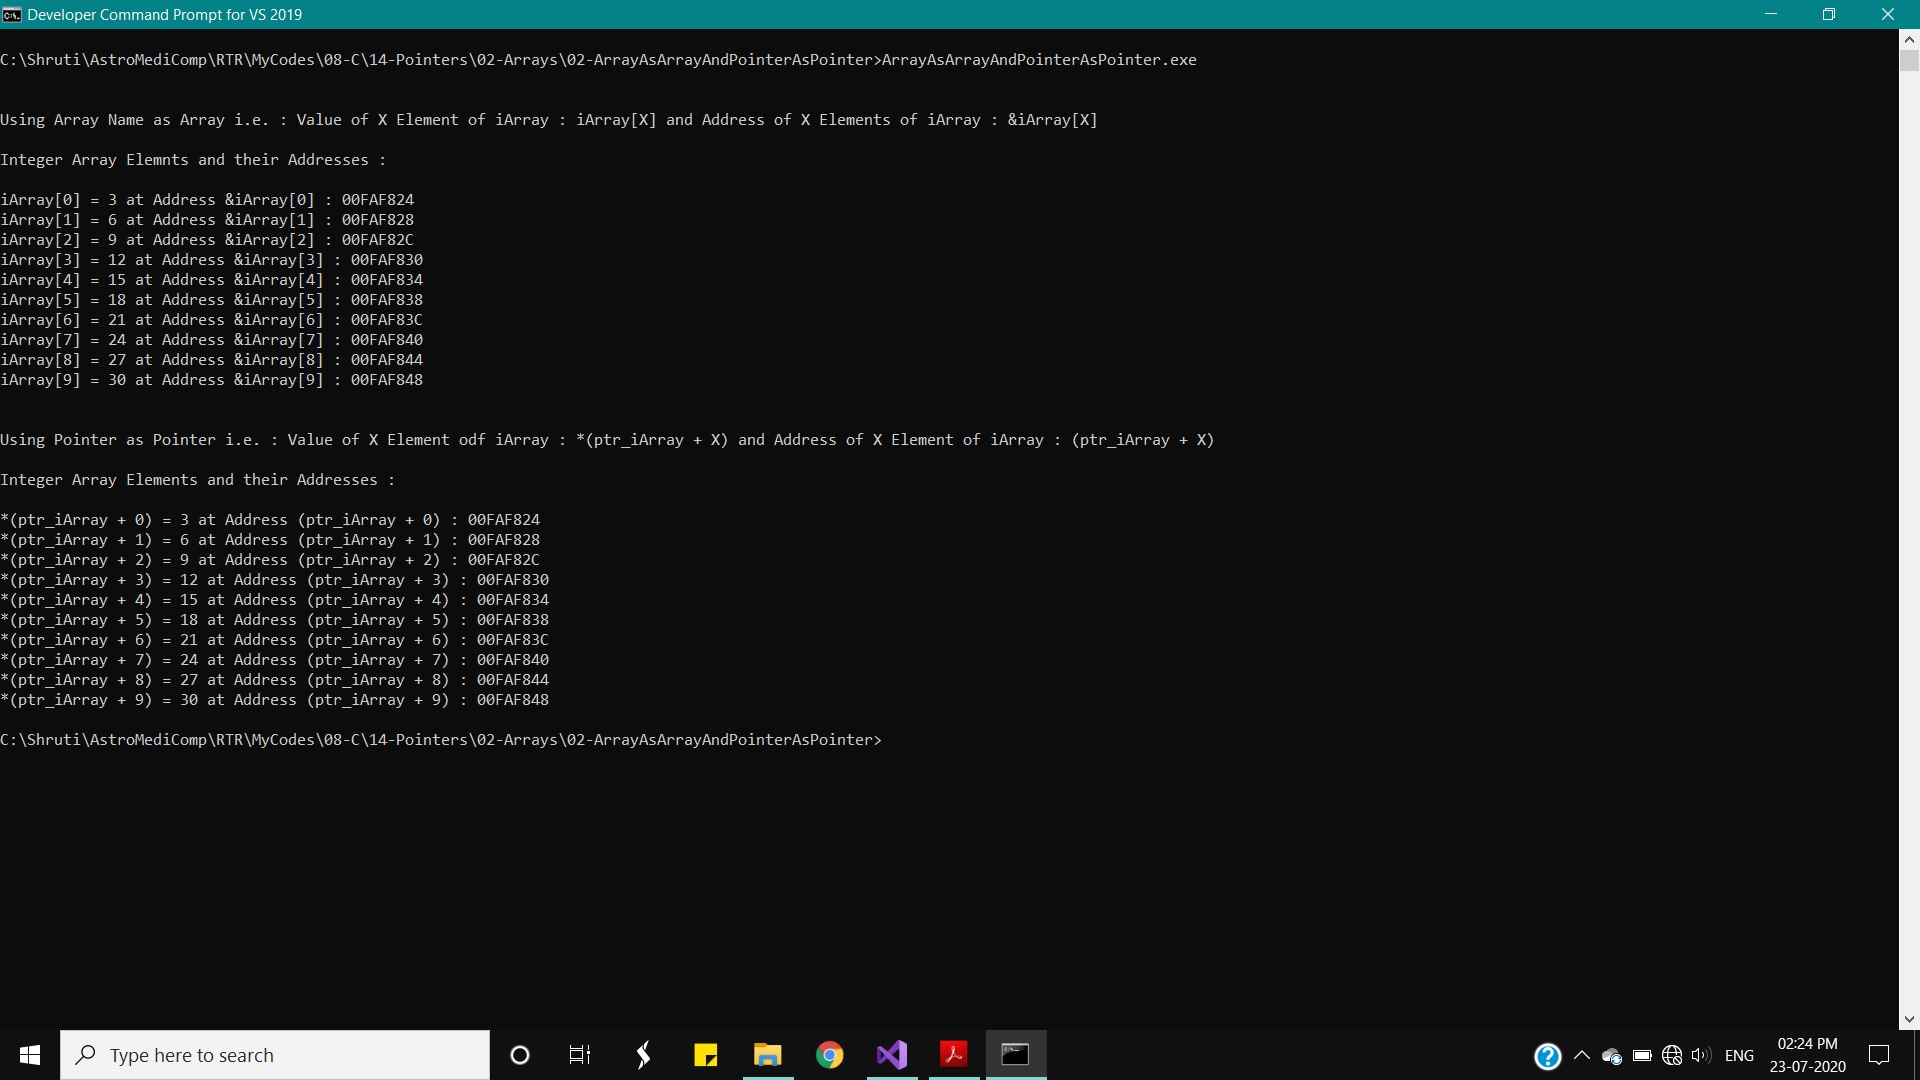 Developer Command Prompt for VS 2019
C:\Shruti\AstroMediComp\RTR\MyCodes\08-C\14-Pointers\02-Arrays\02-ArrayAsArrayAndPointerAsPointer>ArrayAsArrayAndPointerAsPointer.exe
Using Array Name as Array i.e. : Value of X Element of iArray : iArray[X] and Address of X Elements of iArray : &iArray[X]
Integer Array Elemnts and their Addresses :
iArray[0] = 3 at Address &iArray[0] : 00FAF824
iArray[1] = 6 at Address &iArray[1] : 00FAF828
iArray[2] = 9 at Address &iArray[2] : 00FAF82C
iArray[3] = 12 at Address &iArray[3] : 00FAF830
iArray[4] = 15 at Address &iArray[4] : 00FAF834
iArray[5] = 18 at Address &iArray[5] : 00FAF838
iArray[6] = 21 at Address &iArray[6] : 00FAF83C
iArray[7] = 24 at Address &iArray[7] : 00FAF840
iArray[8] = 27 at Address &iArray[8] : 00FAF844
iArray[9] = 30 at Address &iArray[9] : 00FAF848
Using Pointer as Pointer i.e. : Value of X Element odf iArray : *(ptr_iArray + X) and Address of X Element of iArray : (ptr_iArray + X)
Integer Array Elements and their Addresses :
*(ptr_iArray + 0) = 3 at Address (ptr_iArray + 0) : 00FAF824
*(ptr_iArray + 1) = 6 at Address (ptr_iArray + 1) : 00FAF828
*(ptr_iArray + 2) = 9 at Address (ptr_iArray + 2) : 00FAF82C
*(ptr_iArray + 3) = 12 at Address (ptr_iArray + 3) : 00FAF830
*(ptr_iArray + 4) = 15 at Address (ptr_iArray + 4) : 00FAF834
*(ptr_iArray + 5) = 18 at Address (ptr_iArray + 5) : 00FAF838
*(ptr_iArray + 6) = 21 at Address (ptr_iArray + 6) : 00FAF83C
*(ptr_iArray + 7) = 24 at Address (ptr_iArray + 7) : 00FAF840
*(ptr_iArray + 8) = 27 at Address (ptr_iArray + 8) : 00FAF844
*(ptr_iArray + 9) = 30 at Address (ptr_iArray + 9) : 00FAF848
C:\Shruti\AstroMediComp\RTR\MyCodes\08-C\14-Pointers\02-Arrays\02-ArrayAsArrayAndPointerAsPointer>
Type here to search
ENG
02:24 PM
23-07-2020